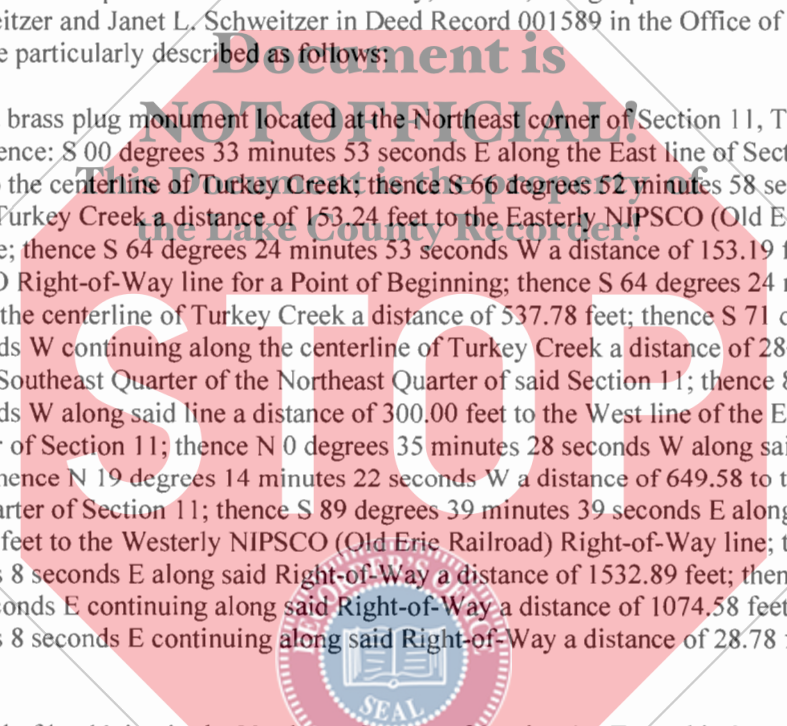 eitzer and Janet L. Schweitzer in Deed Record 001589 in the Office of
e particularly described as follows:
Document is
NOT OFFICIAL!
This Document is the property of
the Lake County Recorder!
brass plug monument located at the Northeast corner of Section 11, T
ence: S 00 degrees 33 minutes 53 seconds E along the East line of Sect
the centerline of Turkey Creek; thence S 66 degrees 52 minutes 58 se
Turkey Creek a distance of 153.24 feet to the Easterly NIPSCO (Old E
e; thence S 64 degrees 24 minutes 53 seconds W a distance of 153.19 f
O Right-of-Way line for a Point of Beginning; thence S 64 degrees 24 m
the centerline of Turkey Creek a distance of 537.78 feet; thence S 71 d
ds W continuing along the centerline of Turkey Creek a distance of 28
Southeast Quarter of the Northeast Quarter of said Section 11; thence 8
ds W along said line a distance of 300.00 feet to the West line of the E
r of Section 11; thence N 0 degrees 35 minutes 28 seconds W along sai
hence N 19 degrees 14 minutes 22 seconds W a distance of 649.58 to t
arter of Section 11; thence S 89 degrees 39 minutes 39 seconds E along
feet to the Westerly NIPSCO (Old Erie Railroad) Right-of-Way line; t
s 8 seconds E along said Right-of-Way a distance of 1532.89 feet; then
onds E continuing along said Right-of-Way a distance of 1074.58 feet
s 8 seconds E continuing along said Right-of-Way a distance of 28.78 f
STOP
RECORDER'S OFFICE
SEAL